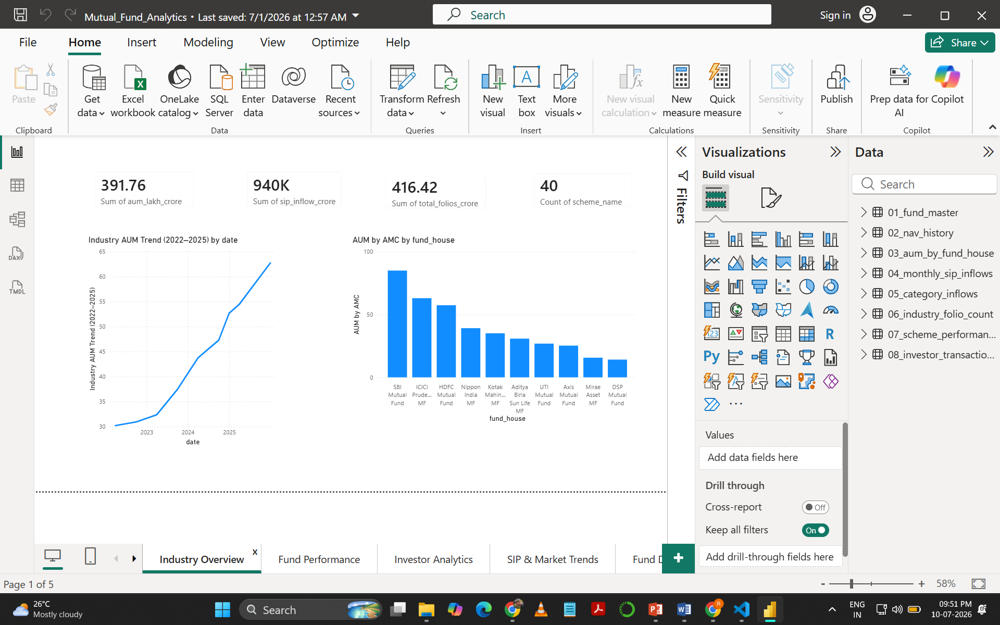 Mutual_Fund_Analytics • Last saved: 7/1/2026 at 12:57 AM
Search
Sign in
File
Home
Insert
Modeling
View
Optimize
Help
Share
Paste
Get data
Excel workbook
OneLake catalog
SQL Server
Enter data
Dataverse
Recent sources
Transform data
Refresh
New visual
Text box
More visuals
New visual calculation
New measure
Quick measure
Sensitivity
Publish
Prep data for AI
Copilot
Clipboard
Data
Queries
Insert
Calculations
Sensitivity
Share
Copilot
DAX
TMDL
391.76
Sum of aum_lakh_crore
940K
Sum of sip_inflow_crore
416.42
Sum of total_folios_crore
40
Count of scheme_name
Industry AUM Trend (2022–2025) by date
Industry AUM Trend (2022–2025)
65
60
55
50
45
40
35
30
2023
2024
2025
date
AUM by AMC by fund_house
AUM by AMC
100
50
0
SBI Mutual Fund
ICICI Prude... MF
HDFC Mutual Fund
Nippon India MF
Kotak Mahin... MF
Aditya Birla Sun Life MF
UTI Mutual Fund
Axis Mutual Fund
Mirae Asset MF
DSP Mutual Fund
fund_house
Filters
Visualizations
Build visual
123
R
Py
...
Values
Add data fields here
Drill through
Cross-report
Off
Keep all filters
On
Add drill-through fields here
Data
Search
01_fund_master
02_nav_history
03_aum_by_fund_house
04_monthly_sip_inflows
05_category_inflows
06_industry_folio_count
07_scheme_performan...
08_investor_transactio...
Industry Overview
x
Fund Performance
Investor Analytics
SIP & Market Trends
Fund D
+
Page 1 of 5
- + 58%
26°C
Mostly cloudy
Search
ENG
IN
09:51 PM
10-07-2026